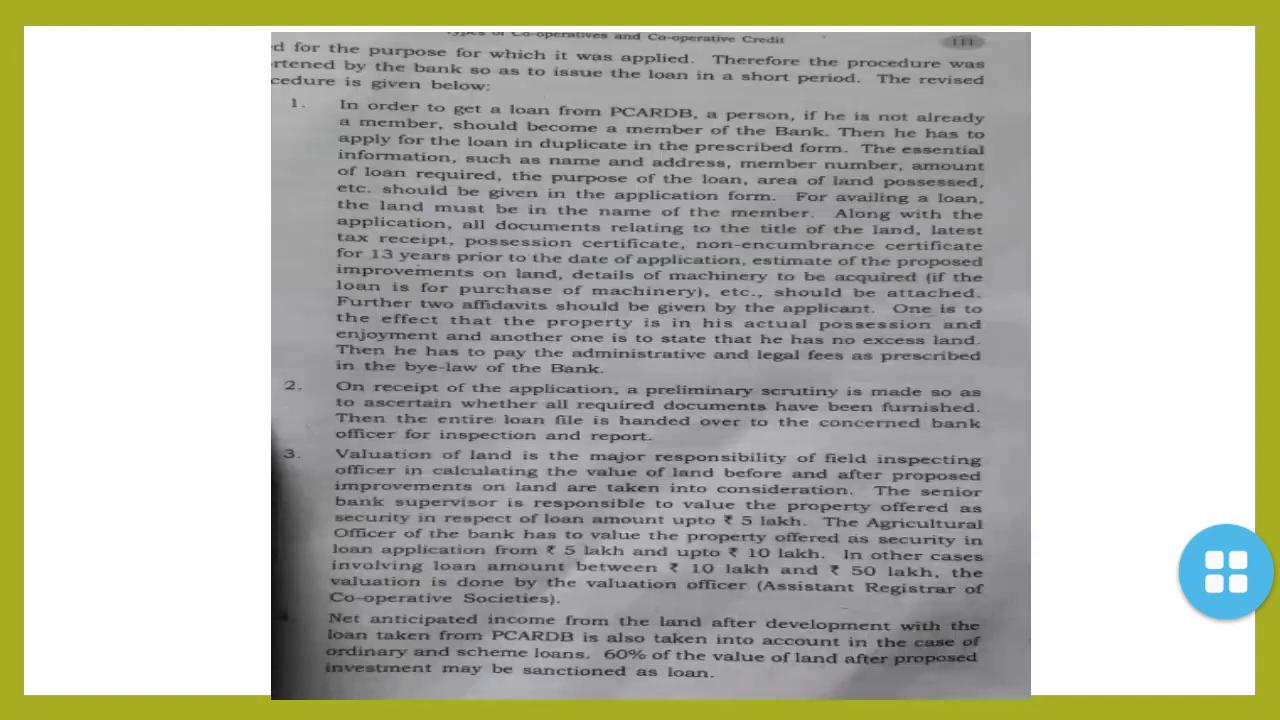 Types of Co-operatives and Co-operative Credit 111
ed for the purpose for which it was applied. Therefore the procedure was
rtened by the bank so as to issue the loan in a short period. The revised
cedure is given below:
1. In order to get a loan from PCARDB, a person, if he is not already
a member, should become a member of the Bank. Then he has to
apply for the loan in duplicate in the prescribed form. The essential
information, such as name and address, member number, amount
of loan required, the purpose of the loan, area of land possessed,
etc. should be given in the application form. For availing a loan,
the land must be in the name of the member. Along with the
application, all documents relating to the title of the land, latest
tax receipt, possession certificate, non-encumbrance certificate
for 13 years prior to the date of application, estimate of the proposed
improvements on land, details of machinery to be acquired (if the
loan is for purchase of machinery), etc., should be attached.
Further two affidavits should be given by the applicant. One is to
the effect that the property is in his actual possession and
enjoyment and another one is to state that he has no excess land.
Then he has to pay the administrative and legal fees as prescribed
in the bye-law of the Bank.
2. On receipt of the application, a preliminary scrutiny is made so as
to ascertain whether all required documents have been furnished.
Then the entire loan file is handed over to the concerned bank
officer for inspection and report.
3. Valuation of land is the major responsibility of field inspecting
officer in calculating the value of land before and after proposed
improvements on land are taken into consideration. The senior
bank supervisor is responsible to value the property offered as
security in respect of loan amount upto ₹ 5 lakh. The Agricultural
Officer of the bank has to value the property offered as security in
loan application from ₹ 5 lakh and upto ₹ 10 lakh. In other cases
involving loan amount between ₹ 10 lakh and ₹ 50 lakh, the
valuation is done by the valuation officer (Assistant Registrar of
Co-operative Societies).
Net anticipated income from the land after development with the
loan taken from PCARDB is also taken into account in the case of
ordinary and scheme loans. 60% of the value of land after proposed
investment may be sanctioned as loan.